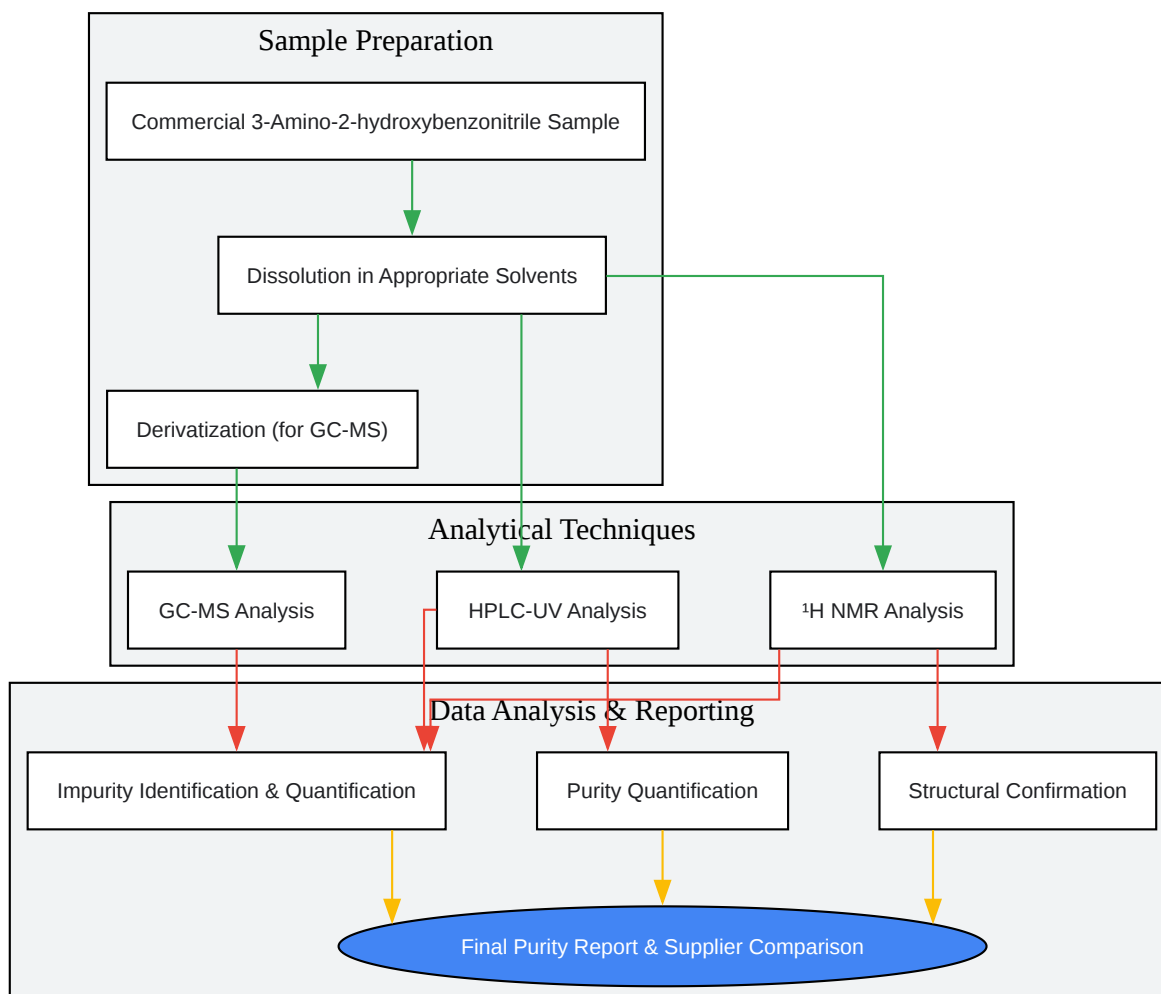 Sample Preparation
Commercial 3-Amino-2-hydroxybenzonitrile Sample
Dissolution in Appropriate Solvents
Derivatization (for GC-MS)
Analytical Techniques
GC-MS Analysis
HPLC-UV Analysis
¹H NMR Analysis
Data Analysis & Reporting
Impurity Identification & Quantification
Purity Quantification
Structural Confirmation
Final Purity Report & Supplier Comparison